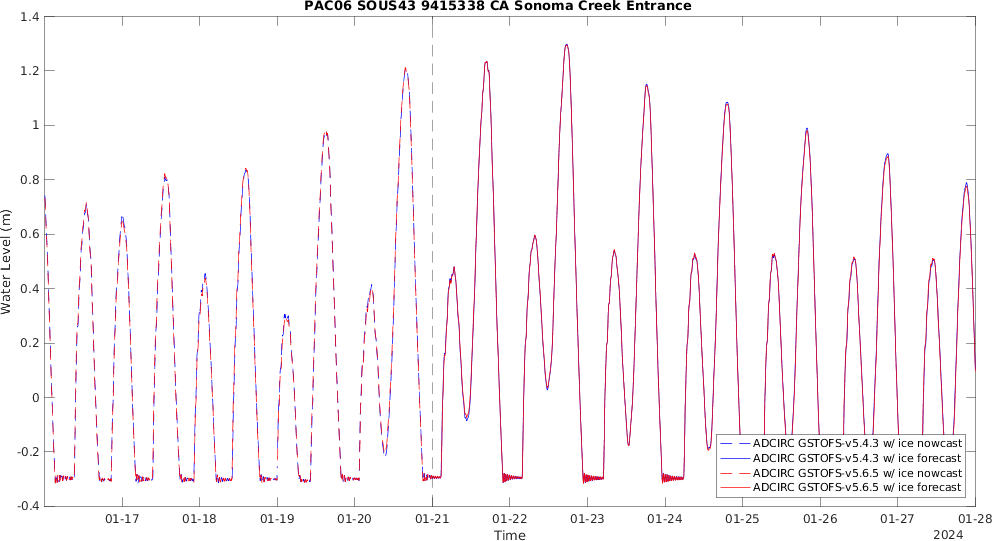 PAC06 SOUS43 9415338 CA Sonoma Creek Entrance
1.4
1.2
1
0.8
0.6
0.4
0.2
0
-0.2
-0.4
Water Level (m)
ADCIRC GSTOFS-v5.4.3 w/ ice nowcast
ADCIRC GSTOFS-v5.4.3 w/ ice forecast
ADCIRC GSTOFS-v5.6.5 w/ ice nowcast
ADCIRC GSTOFS-v5.6.5 w/ ice forecast
01-17 01-18 01-19 01-20 01-21 01-22 01-23 01-24 01-25 01-26 01-27 01-28
Time 2024